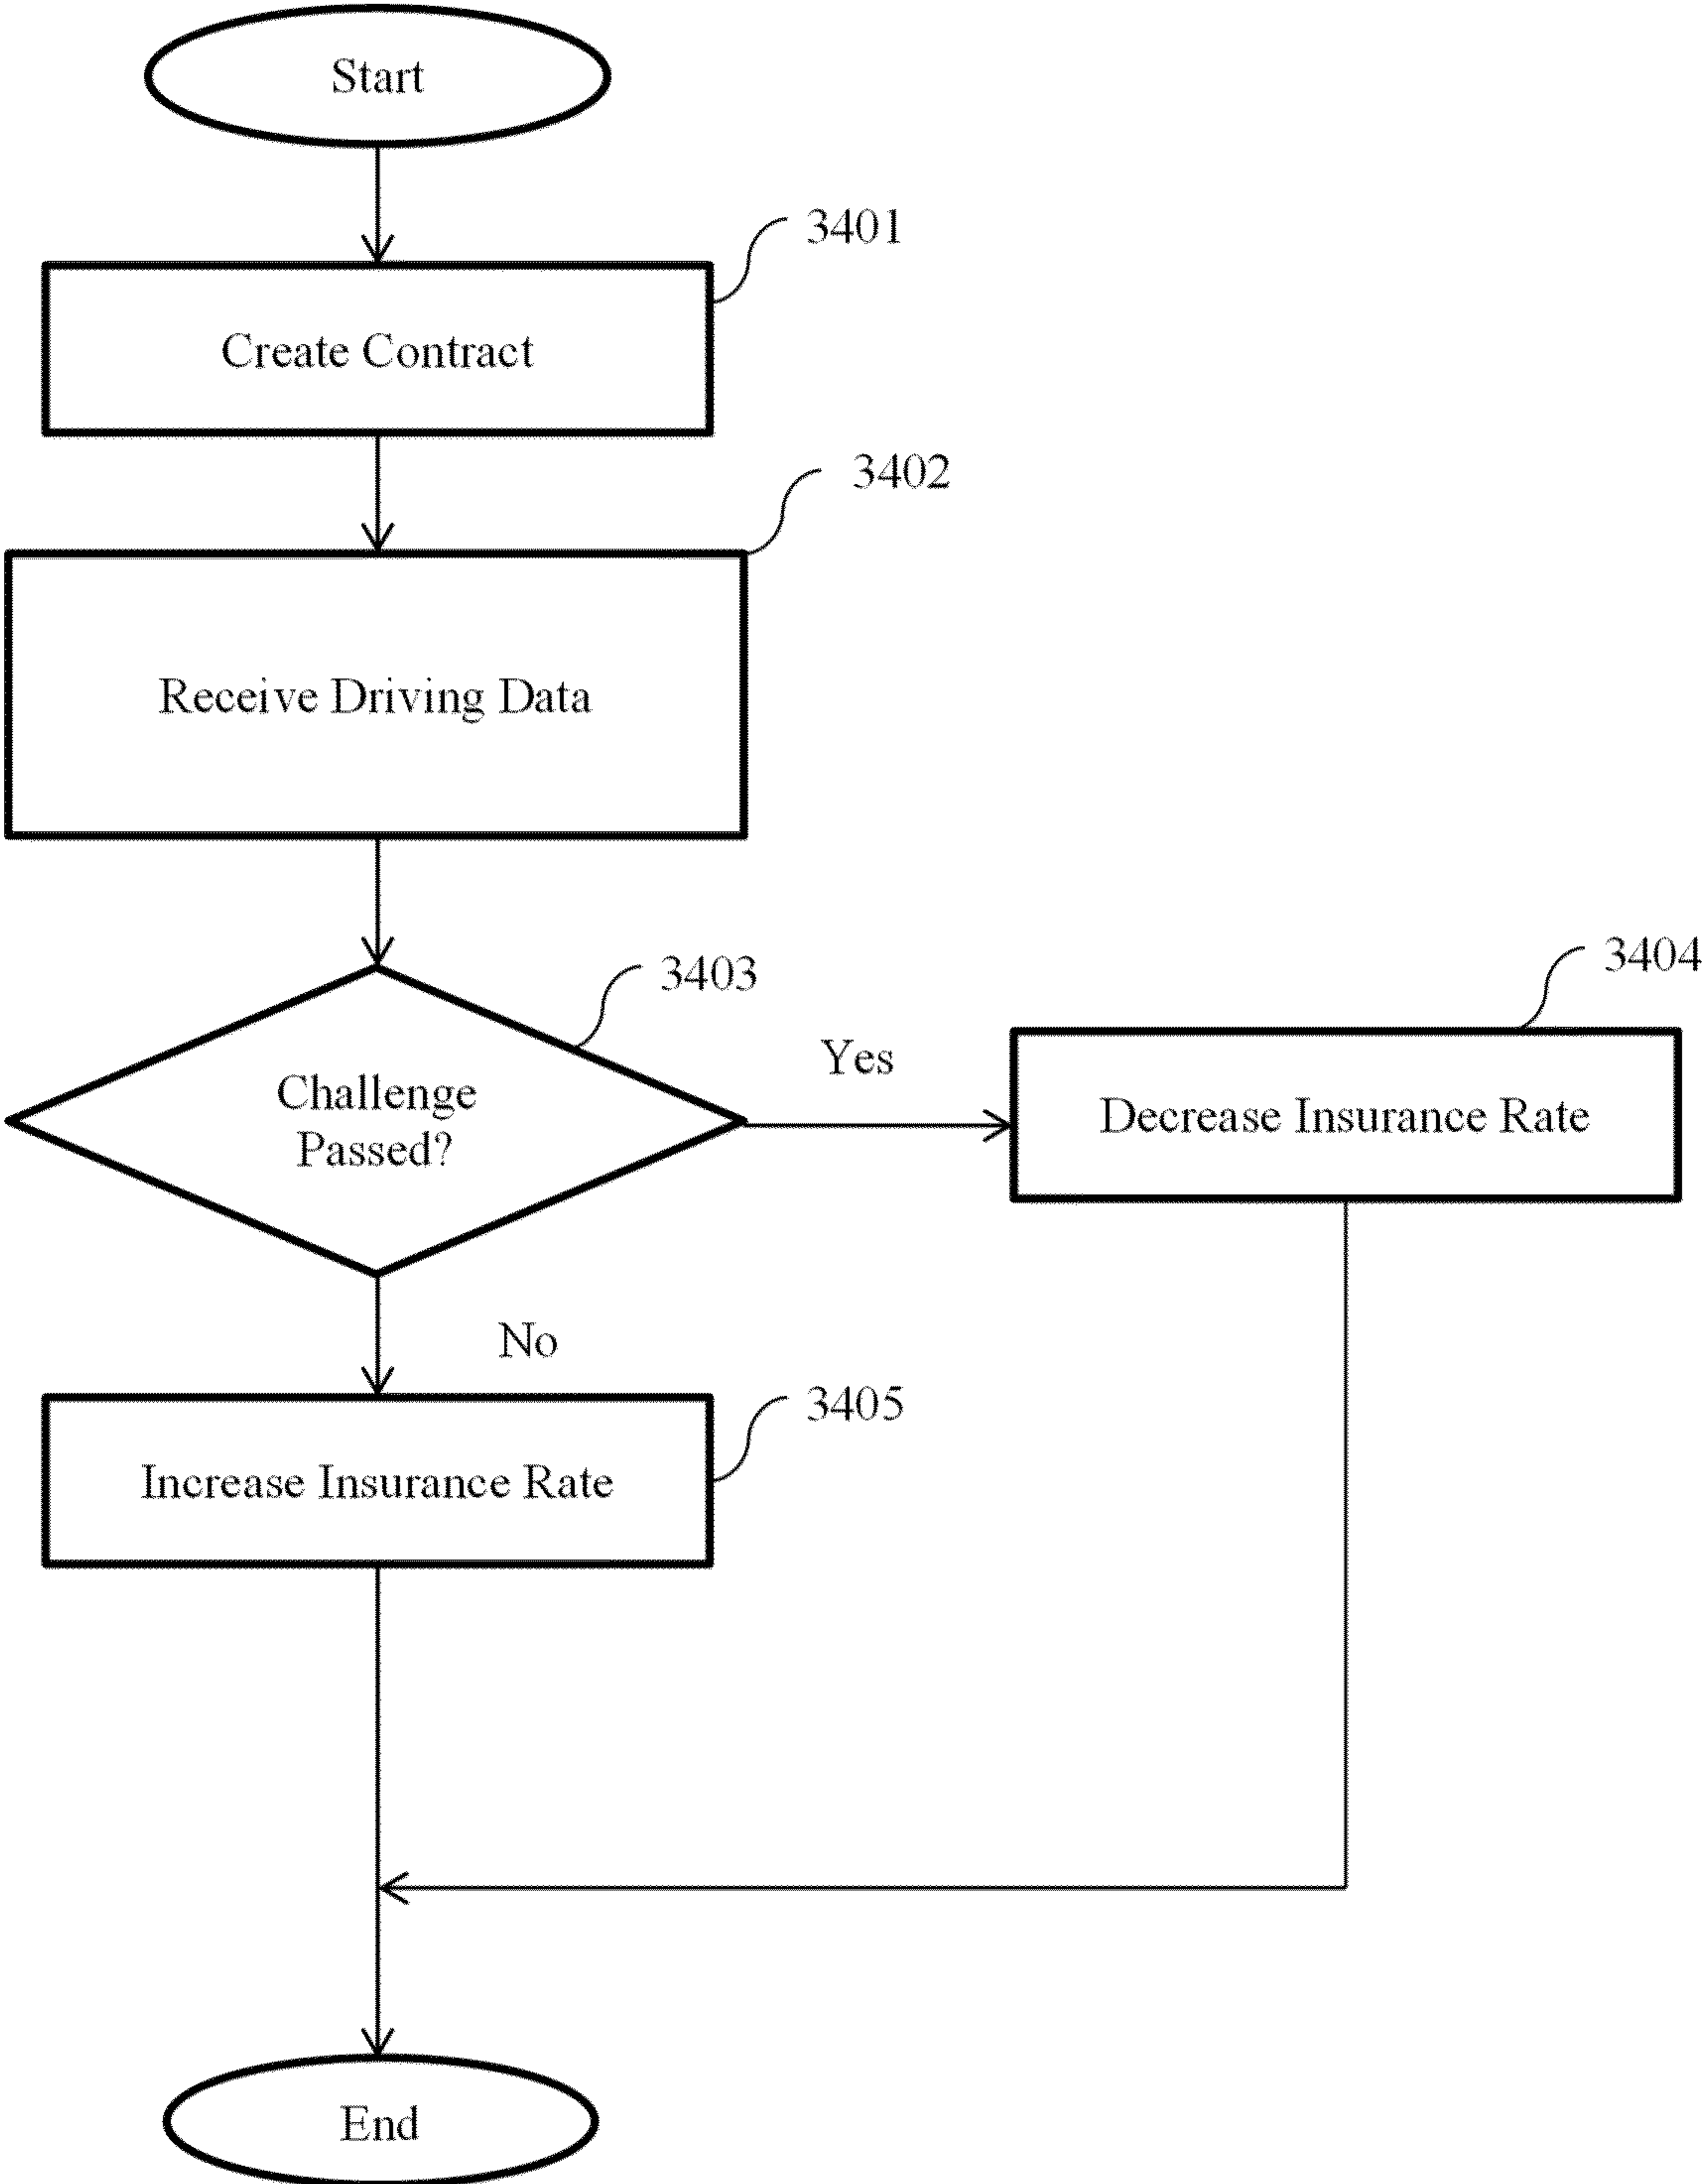 Start
3401
Create Contract
3402
Receive Driving Data
3403
Challenge
Passed?
Yes
3404
Decrease Insurance Rate
No
3405
Increase Insurance Rate
End